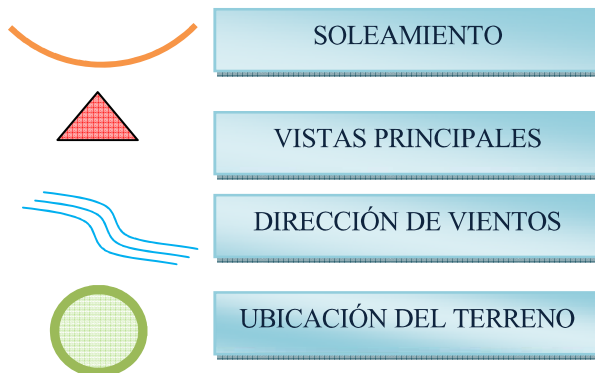 SOLEAMIENTO
VISTAS PRINCIPALES
DIRECCIÓN DE VIENTOS
UBICACIÓN DEL TERRENO